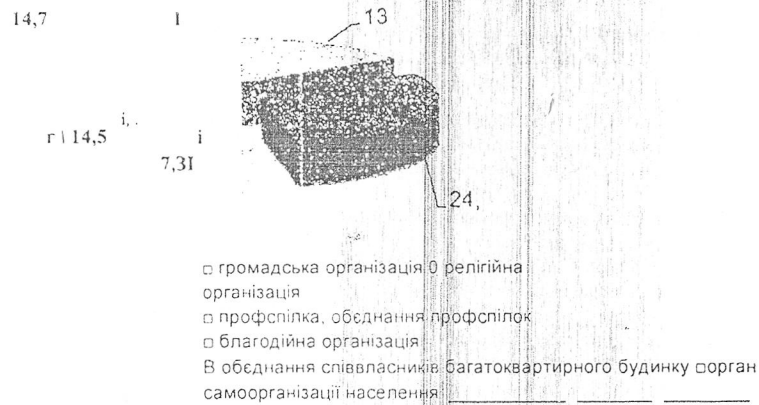 14,7 I
13
і, .
г \ 14,5 і
7,3I
24,
□ громадська організація 0 релігійна
організація
□ профспілка, обєднання профспілок
□ благодійна організація
В обєднання співвласників багатоквартирного будинку □орган
самоорганізації населення